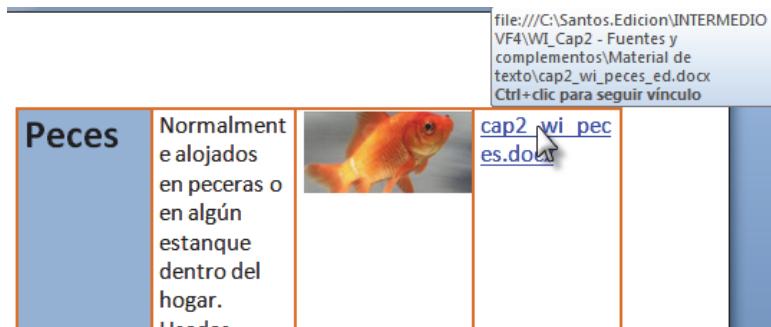 file:///C:\Santos.Edicion\INTERMEDIO
VF4\WI_Cap2 - Fuentes y
complementos\Material de
texto\cap2_wi_peces_ed.docx
Ctrl+clic para seguir vínculo
Peces
Normalment
e alojados
en peceras o
en algún
estanque
dentro del
hogar.
cap2_wi_pec
es.docx